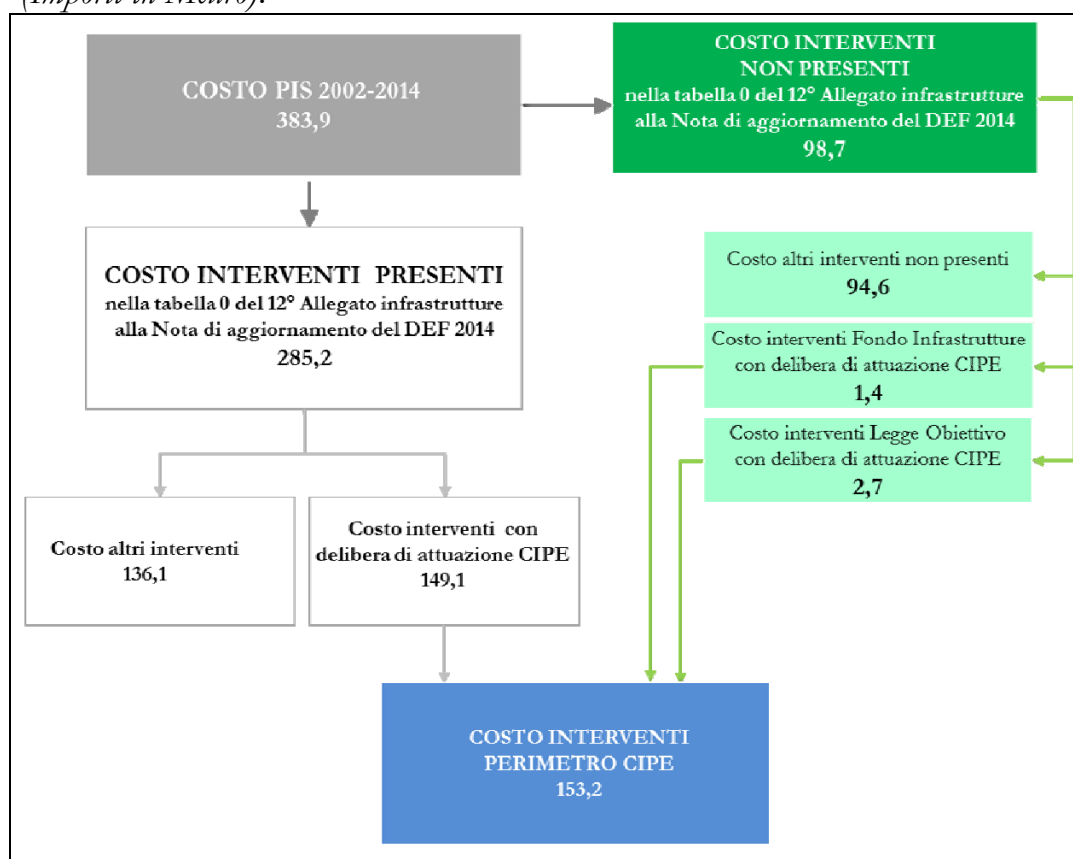 (Importi in Mld/ro).
COSTO PIS 2002-2014
383,9
COSTO INTERVENTI
NON PRESENTI
nella tabella 0 del 12° Allegato infrastrutture
alla Nota di aggiornamento del DEF 2014
98,7
COSTO INTERVENTI PRESENTI
nella tabella 0 del 12° Allegato infrastrutture
alla Nota di aggiornamento del DEF 2014
285,2
Costo altri interventi non presenti
94,6
Costo interventi Fondo Infrastrutture
con delibera di attuazione CIPE
1,4
Costo interventi Legge Obiettivo
con delibera di attuazione CIPE
2,7
Costo altri interventi
136,1
Costo interventi con
delibera di attuazione CIPE
149,1
COSTO INTERVENTI
PERIMETRO CIPE
153,2